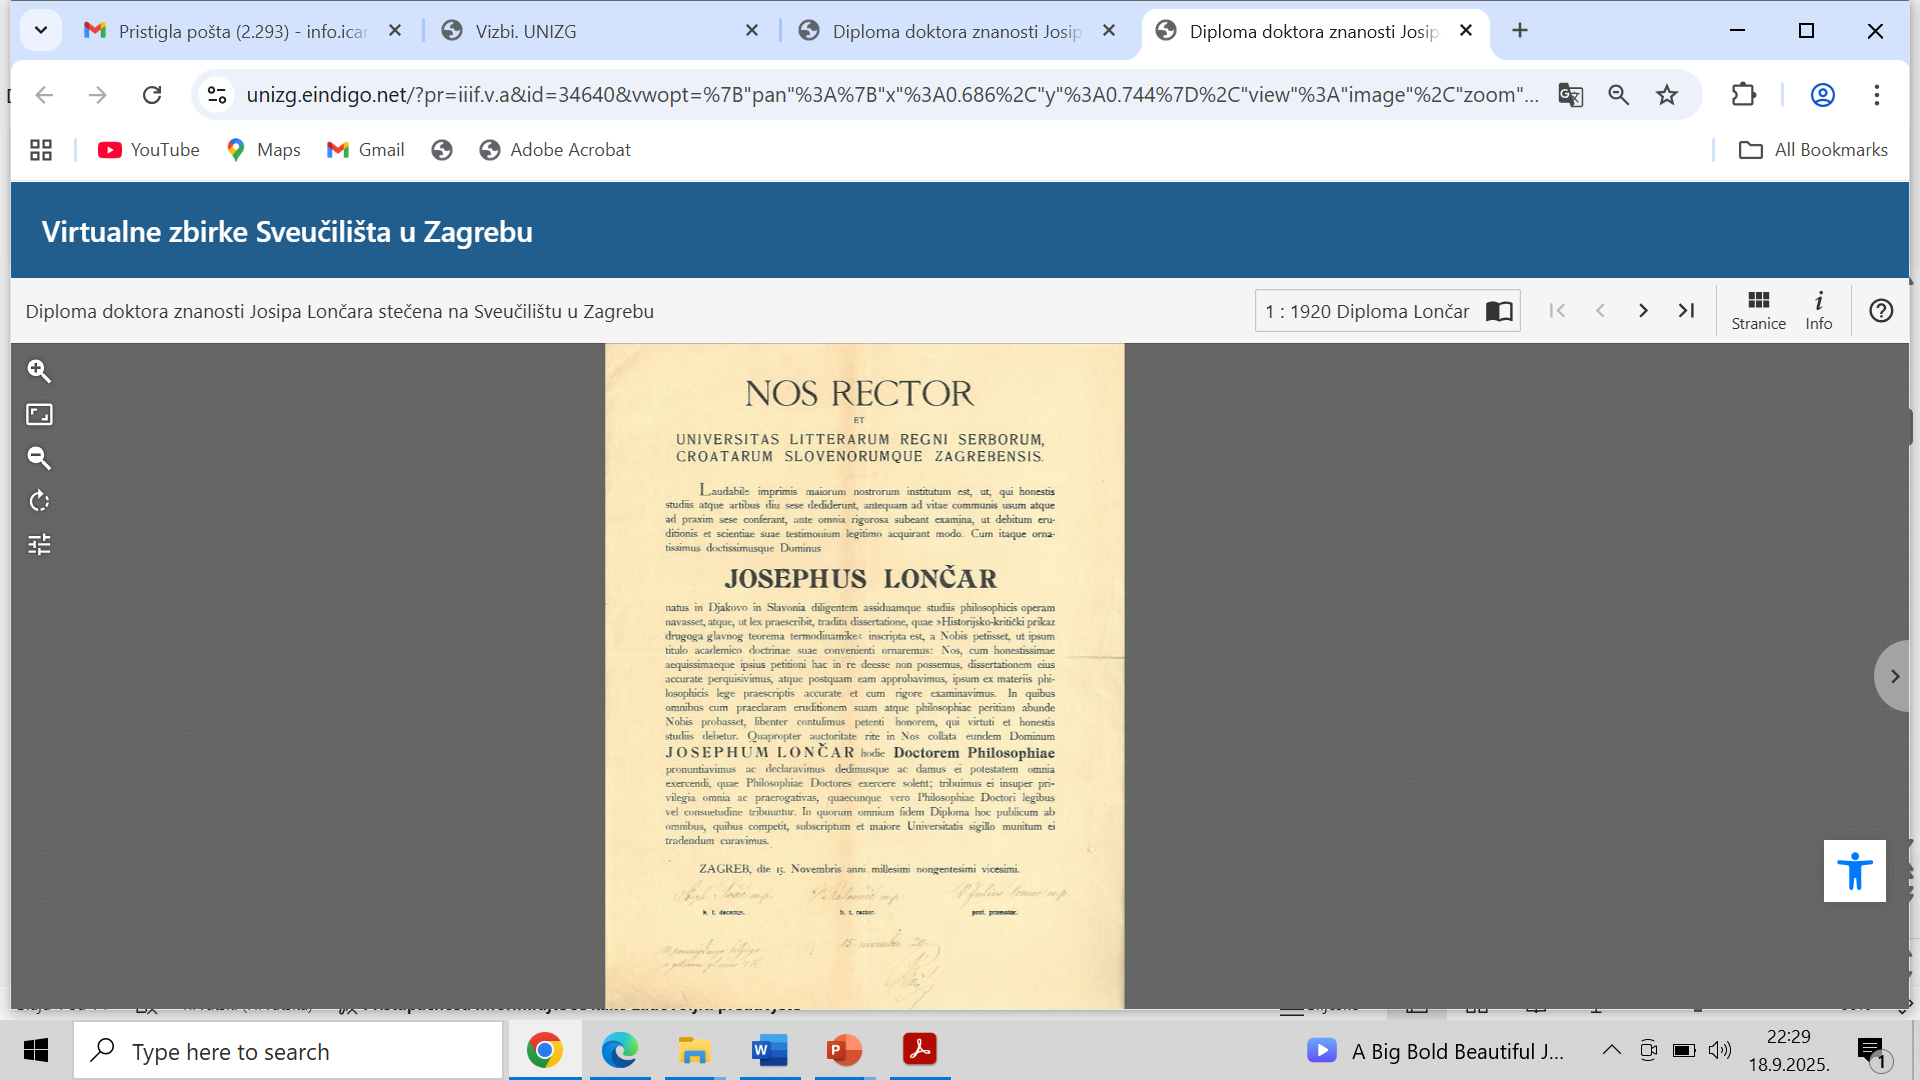 Pristigla pošta (2.293) - info.icar
Vizbi. UNIZG
Diploma doktora znanosti Josip
Diploma doktora znanosti Josip
unizg.eindigo.net/?pr=iiif.v.a&id=34640&vwopt=%7B"pan"%3A%7B"x"%3A0.686%2C"y"%3A0.744%7D%2C"view"%3A"image"%2C"zoom"...
YouTube
Maps
Gmail
Adobe Acrobat
All Bookmarks
Virtualne zbirke Sveučilišta u Zagrebu
Diploma doktora znanosti Josipa Lončara stečena na Sveučilištu u Zagrebu
1 : 1920 Diploma Lončar
Stranice
Info
NOS RECTOR
ET
UNIVERSITAS LITTERARUM REGNI SERBORUM,
CROATARUM SLOVENORUMQUE ZAGREBENSIS.
Laudabile imprimis maiorum nostrorum institutum est, ut, qui honestis
studiis atque artibus diu sese dediderunt, antequam ad vitae communis usum atque
ad praxim sese conferant, ante omnia rigorosa subeant examina, ut debitum eru-
ditionis et scientiae suae testimonium legitimo acquirant modo. Cum itaque orna-
tissimus doctissimusque Dominus
JOSEPHUS LONČAR
natus in Djakovo in Slavonia diligentem assiduamque studiis philosophicis operam
navasset, atque, ut lex praescribit, tradita dissertatione, quae »Historijsko-kritički prikaz
drugoga glavnog teorema termodinamike« inscripta est, a Nobis petiisset, ut ipsum
titulo academico doctrinae suae convenienti ornaremus: Nos, cum honestissimae
aequissimaeque ipsius petitioni hac in re deesse non possemus, dissertationem eius
accurate perquisivimus, atque postquam eam approbavimus, ipsum ex materiis phi-
losophicis lege praescriptis accurate et cum rigore examinavimus. In quibus
omnibus cum praeclaram eruditionem suam atque philosophiae peritiam abunde
Nobis probasset, libenter contulimus petenti honorem, qui virtuti et honestis
studiis debetur. Quapropter auctoritate rite in Nos collata eundem Dominum
JOSEPHUM LONČAR hodie Doctorem Philosophiae
pronuntiavimus ac declaravimus dedimusque ac damus ei potestatem omnia
exercendi, quae Philosophiae Doctores exercere solent; tribuimus ei insuper pri-
vilegia omnia ac praerogativas, quaecunque vero Philosophiae Doctori legibus
vel consuetudine tribuuntur. In quorum omnium fidem Diploma hoc publicum ab
omnibus, quibus competit, subscriptum et maiore Universitatis sigillo munitum ei
tradendum curavimus.
ZAGREB, die 15. Novembris anni millesimi nongentesimi vicesimi.
h. t. decanus.
h. t. rector.
prof. promotor.
15. 20.
Type here to search
A Big Bold Beautiful J...
22:29
18.9.2025.
1